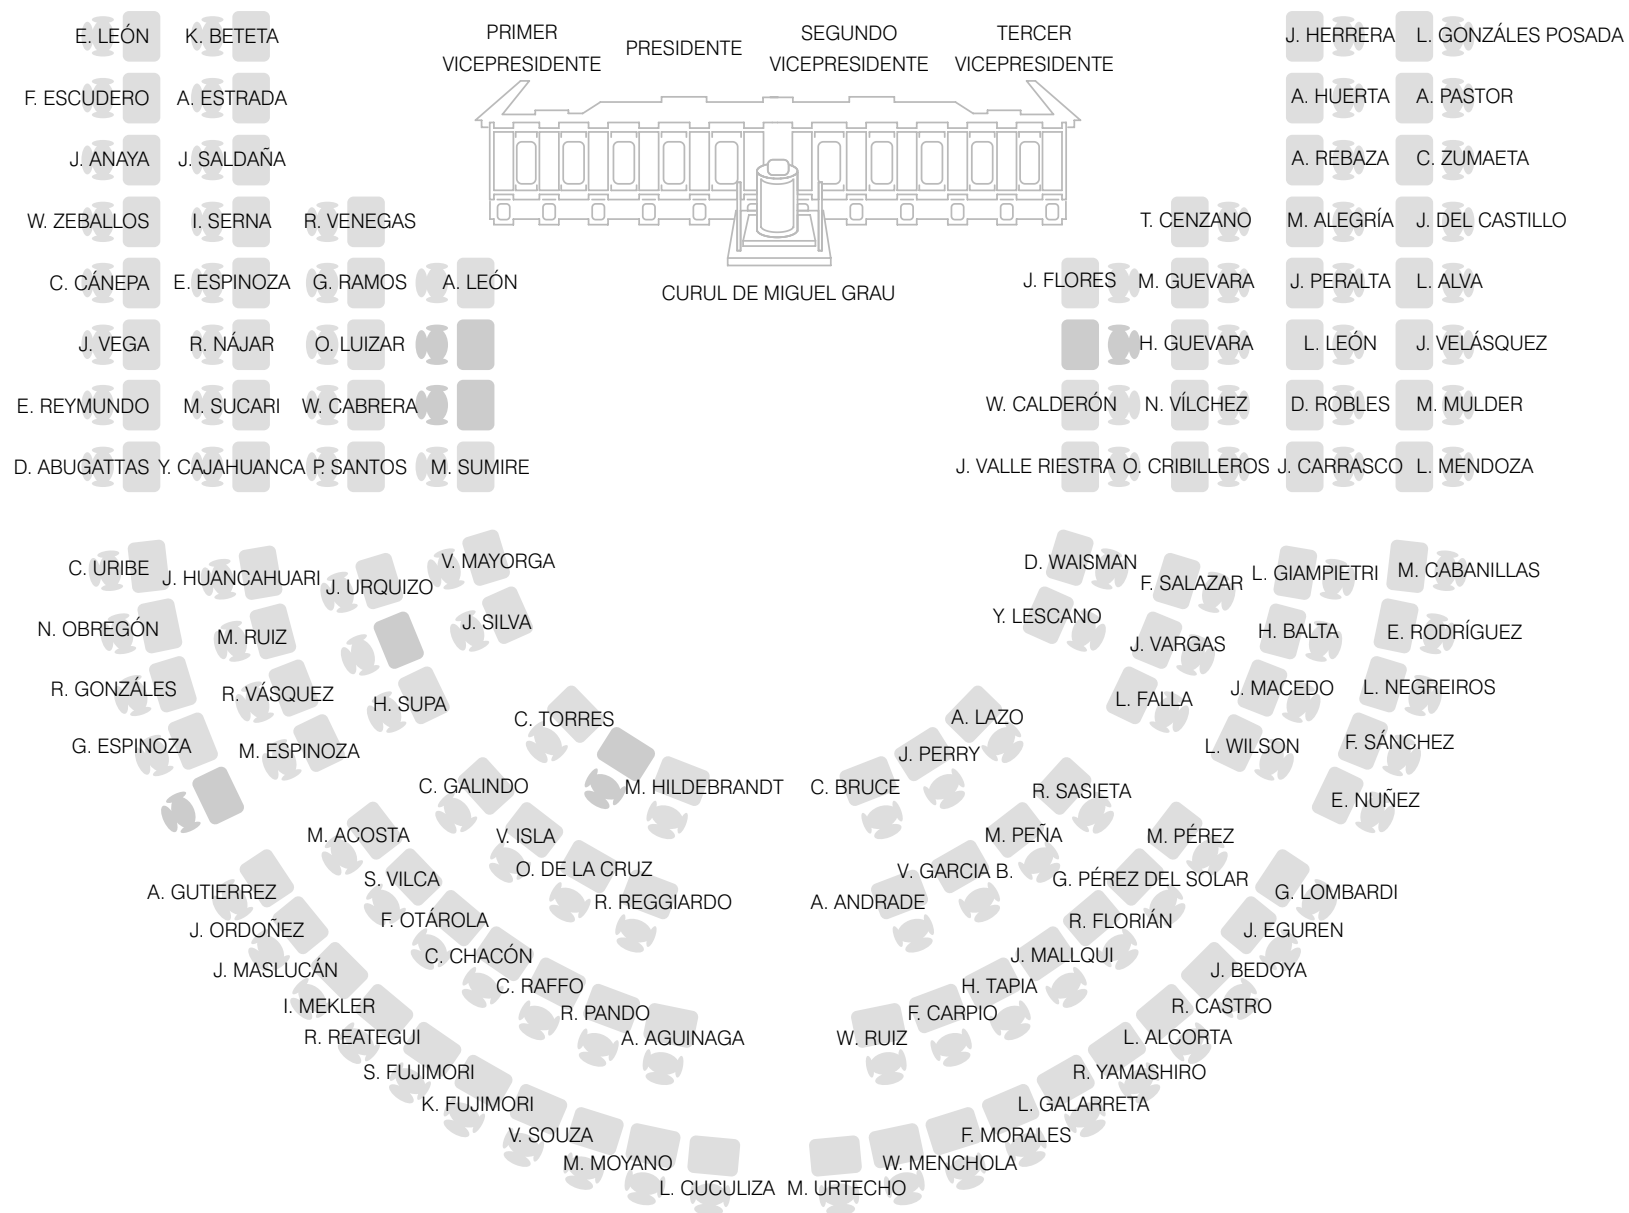 E. LEÓN
K. BETETA
PRIMER
VICEPRESIDENTE
PRESIDENTE
SEGUNDO
VICEPRESIDENTE
TERCER
VICEPRESIDENTE
J. HERRERA
L. GONZÁLES POSADA
F. ESCUDERO
A. ESTRADA
A. HUERTA
A. PASTOR
J. ANAYA
J. SALDAÑA
A. REBAZA
C. ZUMAETA
W. ZEBALLOS
I. SERNA
R. VENEGAS
T. CENZANO
M. ALEGRÍA
J. DEL CASTILLO
C. CÁNEPA
E. ESPINOZA
G. RAMOS
A. LEÓN
CURUL DE MIGUEL GRAU
J. FLORES
M. GUEVARA
J. PERALTA
L. ALVA
J. VEGA
R. NÁJAR
O. LUIZAR
H. GUEVARA
L. LEÓN
J. VELÁSQUEZ
E. REYMUNDO
M. SUCARI
W. CABRERA
W. CALDERÓN
N. VÍLCHEZ
D. ROBLES
M. MULDER
D. ABUGATTAS
Y. CAJAHUANCA
P. SANTOS
M. SUMIRE
J. VALLE RIESTRA
O. CRIBILLEROS
J. CARRASCO
L. MENDOZA
C. URIBE
J. HUANCAHUARI
J. URQUIZO
V. MAYORGA
D. WAISMAN
F. SALAZAR
L. GIAMPIETRI
M. CABANILLAS
N. OBREGÓN
M. RUIZ
J. SILVA
Y. LESCANO
J. VARGAS
H. BALTA
E. RODRÍGUEZ
R. GONZÁLES
R. VÁSQUEZ
H. SUPA
L. FALLA
J. MACEDO
L. NEGREIROS
G. ESPINOZA
M. ESPINOZA
C. TORRES
A. LAZO
J. PERRY
L. WILSON
F. SÁNCHEZ
C. GALINDO
M. HILDEBRANDT
C. BRUCE
R. SASIETA
E. NUÑEZ
M. ACOSTA
V. ISLA
M. PEÑA
M. PÉREZ
S. VILCA
O. DE LA CRUZ
V. GARCIA B.
G. PÉREZ DEL SOLAR
A. GUTIERREZ
R. REGGIARDO
A. ANDRADE
G. LOMBARDI
F. OTÁROLA
R. FLORIÁN
J. ORDOÑEZ
J. EGUREN
C. CHACÓN
J. MALLQUI
J. MASLUCÁN
J. BEDOYA
C. RAFFO
H. TAPIA
I. MEKLER
R. PANDO
F. CARPIO
R. CASTRO
R. REATEGUI
A. AGUINAGA
W. RUIZ
L. ALCORTA
S. FUJIMORI
R. YAMASHIRO
K. FUJIMORI
L. GALARRETA
V. SOUZA
F. MORALES
M. MOYANO
W. MENCHOLA
L. CUCULIZA
M. URTECHO